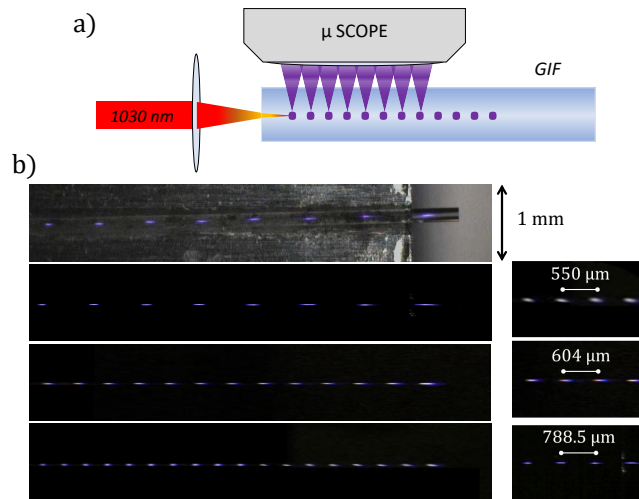 a)
μ SCOPE
GIF
1030 nm
b)
1 mm
550 μm
604 μm
788.5 μm